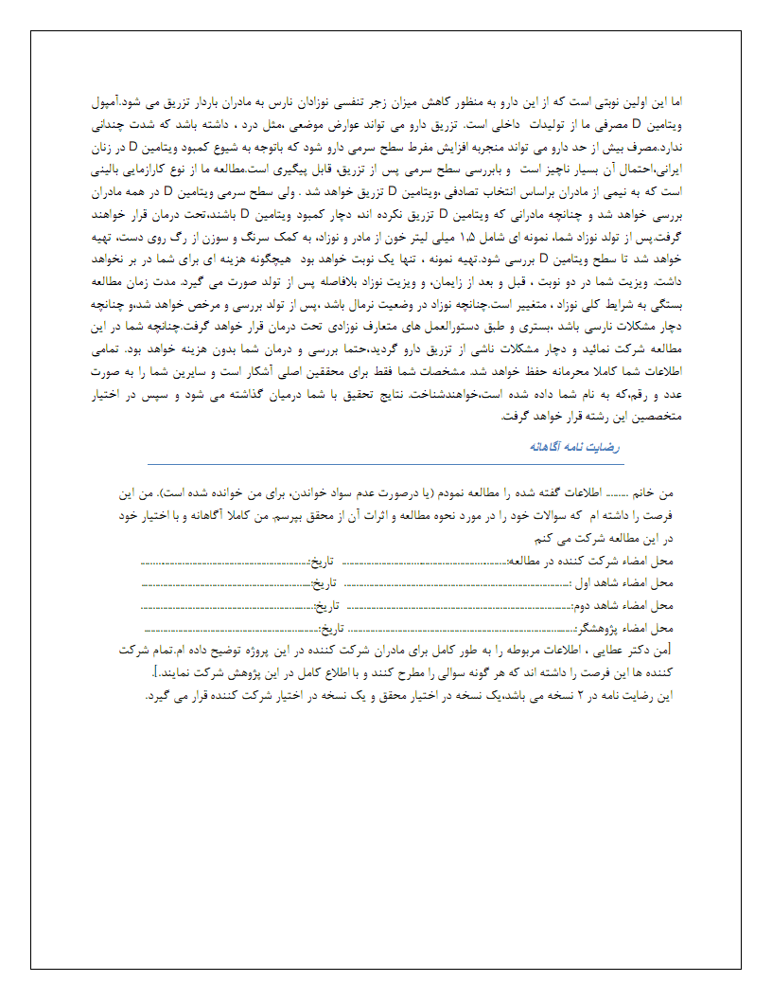 اما این اولین نوبتی است که از این دارو به منظور کاهش میزان زجر تنفسی نوزادان نارس به مادران باردار تزریق می شود.آمپول
ویتامین D مصرفی ما از تولیدات داخلی است. تزریق دارو می تواند عوارض موضعی ،مثل درد ، داشته باشد که شدت چندانی
ندارد.مصرف بیش از حد دارو می تواند منجربه افزایش مفرط سطح سرمی دارو شود که باتوجه به شیوع کمبود ویتامین D در زنان
ایرانی،احتمال آن بسیار ناچیز است و بابررسی سطح سرمی پس از تزریق، قابل پیگیری است.مطالعه ما از نوع کارازمایی بالینی
است که به نیمی از مادران براساس انتخاب تصادفی ،ویتامین D تزریق خواهد شد . ولی سطح سرمی ویتامین D در همه مادران
بررسی خواهد شد و چنانچه مادرانی که ویتامین D تزریق نکرده اند، دچار کمبود ویتامین D باشند،تحت درمان قرار خواهند
گرفت.پس از تولد نوزاد شما، نمونه ای شامل ۱,۵ میلی لیتر خون از مادر و نوزاد، به کمک سرنگ و سوزن از رگ روی دست، تهیه
خواهد شد تا سطح ویتامین D بررسی شود.تهیه نمونه ، تنها یک نوبت خواهد بود هیچگونه هزینه ای برای شما در بر نخواهد
داشت. ویزیت شما در دو نوبت ، قبل و بعد از زایمان، و ویزیت نوزاد بلافاصله پس از تولد صورت می گیرد. مدت زمان مطالعه
بستگی به شرایط کلی نوزاد ، متغییر است.چنانچه نوزاد در وضعیت نرمال باشد ،پس از تولد بررسی و مرخص خواهد شد،و چنانچه
دچار مشکلات نارسی باشد ،بستری و طبق دستورالعمل های متعارف نوزادی تحت درمان قرار خواهد گرفت.چنانچه شما در این
مطالعه شرکت نمائید و دچار مشکلات ناشی از تزریق دارو گردید،حتما بررسی و درمان شما بدون هزینه خواهد بود. تمامی
اطلاعات شما کاملا محرمانه حفظ خواهد شد. مشخصات شما فقط برای محققین اصلی آشکار است و سایرین شما را به صورت
عدد و رقم،که به نام شما داده شده است،خواهندشناخت. نتایج تحقیق با شما درمیان گذاشته می شود و سپس در اختیار
متخصصین این رشته قرار خواهد گرفت.
رضایت نامه آگاهانه
من خانم ......... اطلاعات گفته شده را مطالعه نمودم (یا درصورت عدم سواد خواندن، برای من خوانده شده است). من این
فرصت را داشته ام که سوالات خود را در مورد نحوه مطالعه و اثرات آن از محقق بپرسم. من کاملا آگاهانه و با اختیار خود
در این مطالعه شرکت می کنم.
محل امضاء شرکت کننده در مطالعه:........................................ تاریخ:........................................
محل امضاء شاهد اول :........................................ تاریخ:........................................
محل امضاء شاهد دوم:........................................ تاریخ:........................................
محل امضاء پژوهشگر:........................................ تاریخ:........................................
[من دکتر عطایی ، اطلاعات مربوطه را به طور کامل برای مادران شرکت کننده در این پروژه توضیح داده ام.تمام شرکت
کننده ها این فرصت را داشته اند که هر گونه سوالی را مطرح کنند و با اطلاع کامل در این پژوهش شرکت نمایند.].
این رضایت نامه در ۲ نسخه می باشد،یک نسخه در اختیار محقق و یک نسخه در اختیار شرکت کننده قرار می گیرد.